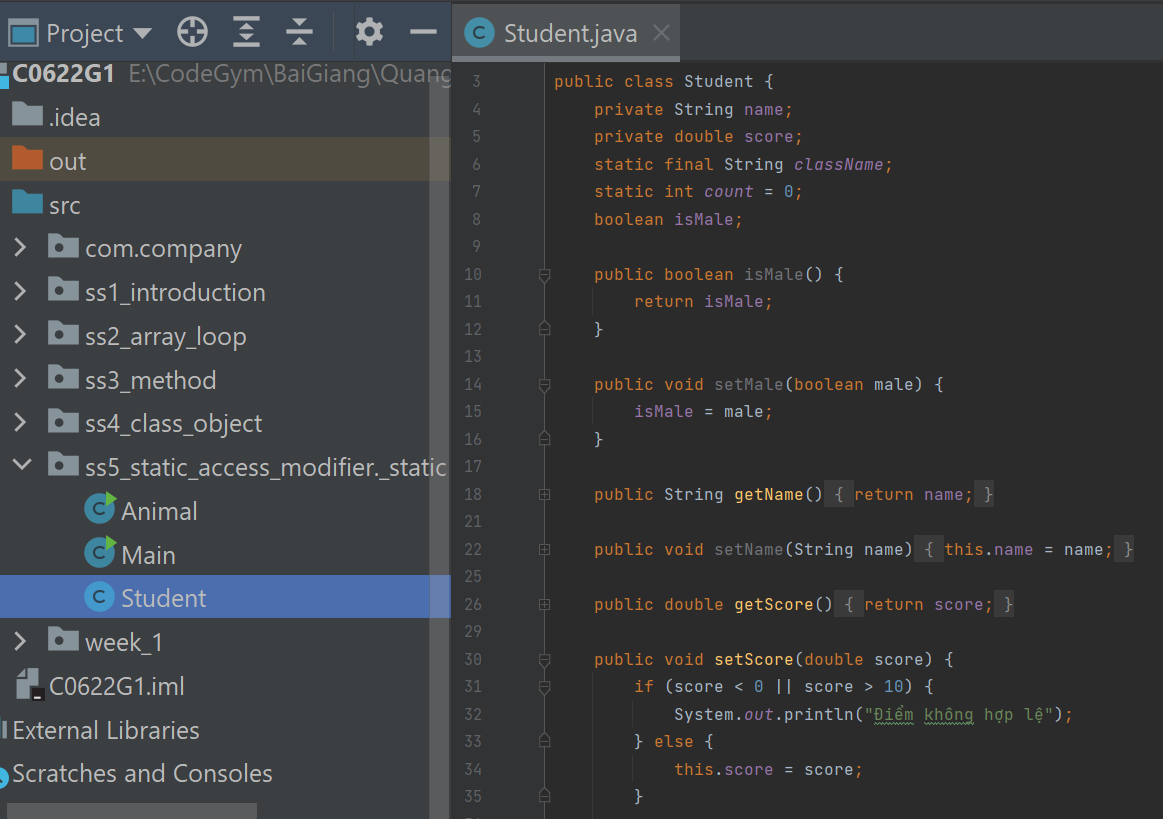 Project
C0622G1 E:\CodeGym\BaiGiang\Quang
.idea
out
src
com.company
ss1_introduction
ss2_array_loop
ss3_method
ss4_class_object
ss5_static_access_modifier._static
C Animal
C Main
C Student
week_1
C0622G1.iml
External Libraries
Scratches and Consoles
C Student.java
3 public class Student {
4 private String name;
5 private double score;
6 static final String className;
7 static int count = 0;
8 boolean isMale;
9
10 public boolean isMale() {
11 return isMale;
12 }
13
14 public void setMale(boolean male) {
15 isMale = male;
16 }
17
18 public String getName() { return name; }
21
22 public void setName(String name) { this.name = name; }
25
26 public double getScore() { return score; }
29
30 public void setScore(double score) {
31 if (score < 0 || score > 10) {
32 System.out.println("Điểm không hợp lệ");
33 } else {
34 this.score = score;
35 }